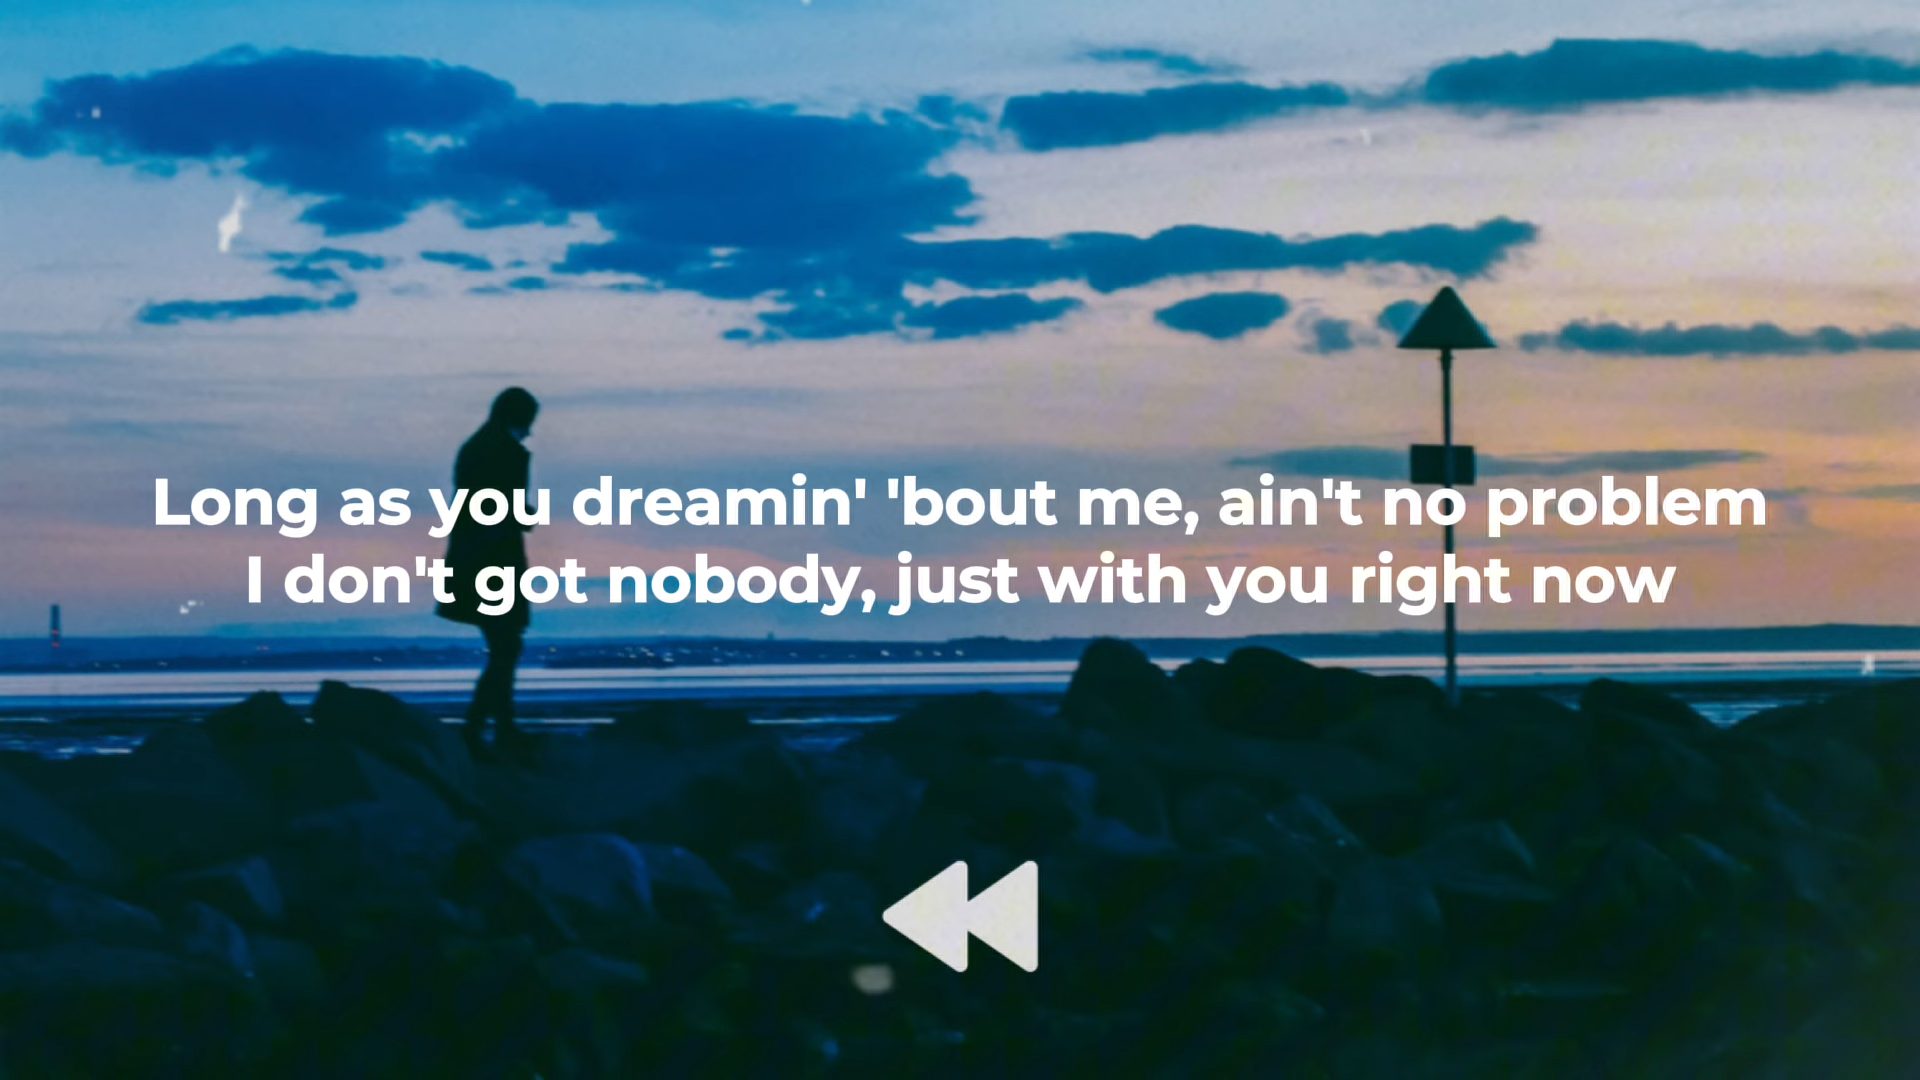 Long as you dreamin' 'bout me, ain't no problem
I don't got nobody, just with you right now